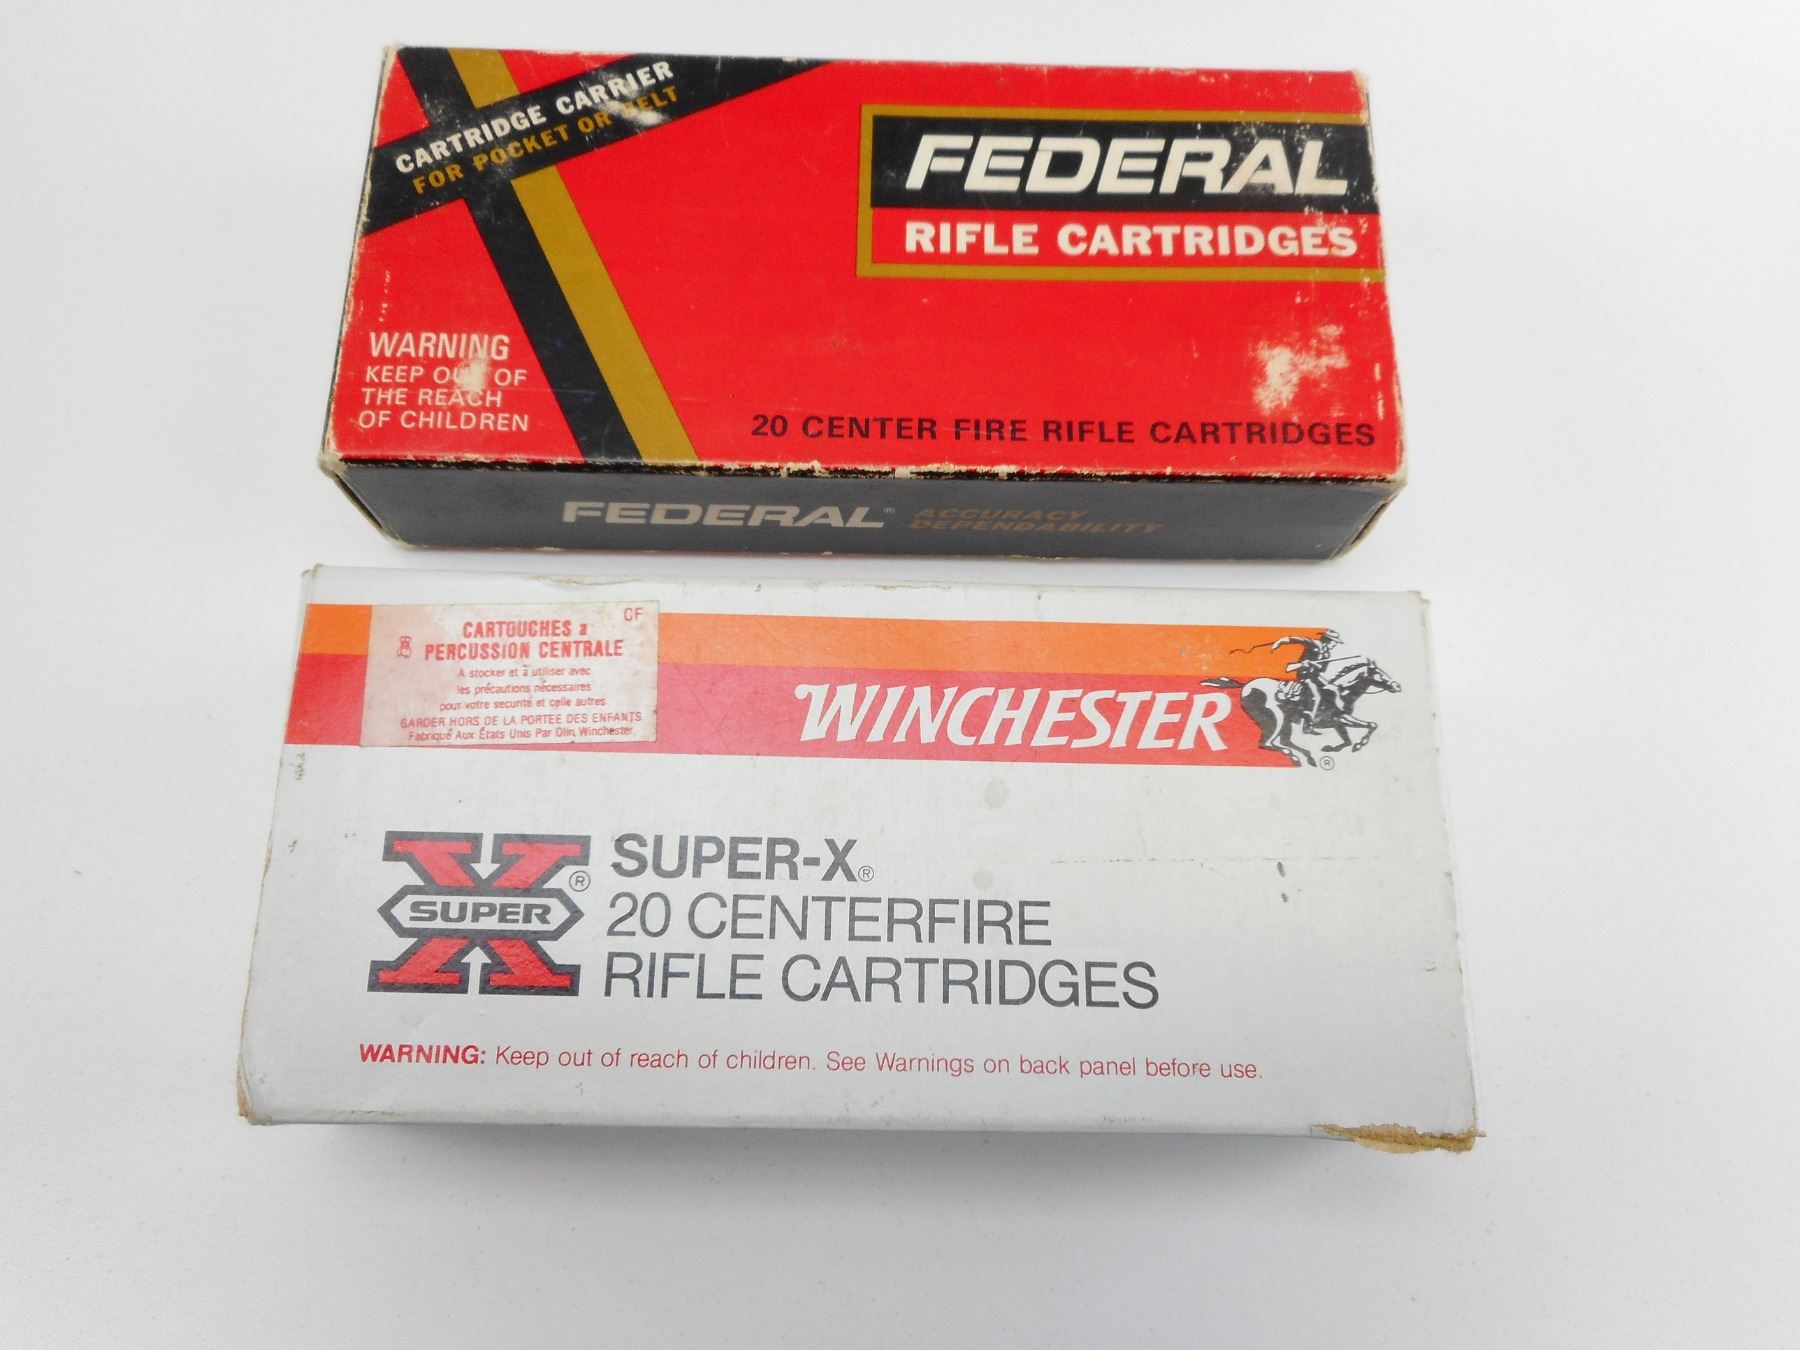 CARTRIDGE CARRIER
FOR POCKET OR BELT
FEDERAL
RIFLE CARTRIDGES
WARNING
KEEP OUT OF
THE REACH
OF CHILDREN
20 CENTER FIRE RIFLE CARTRIDGES
FEDERAL®
ACCURACY
DEPENDABILITY
CF
CARTOUCHES a
PERCUSSION CENTRALE
A stocker et à utiliser avec
les précautions nécessaires
pour votre securité et celle autres
GARDER HORS DE LA PORTEE DES ENFANTS
Fabriqué Aux États Unis Par Olin, Winchester
WINCHESTER
®
X
SUPER
®
SUPER-X®
20 CENTERFIRE
RIFLE CARTRIDGES
WARNING: Keep out of reach of children. See Warnings on back panel before use.